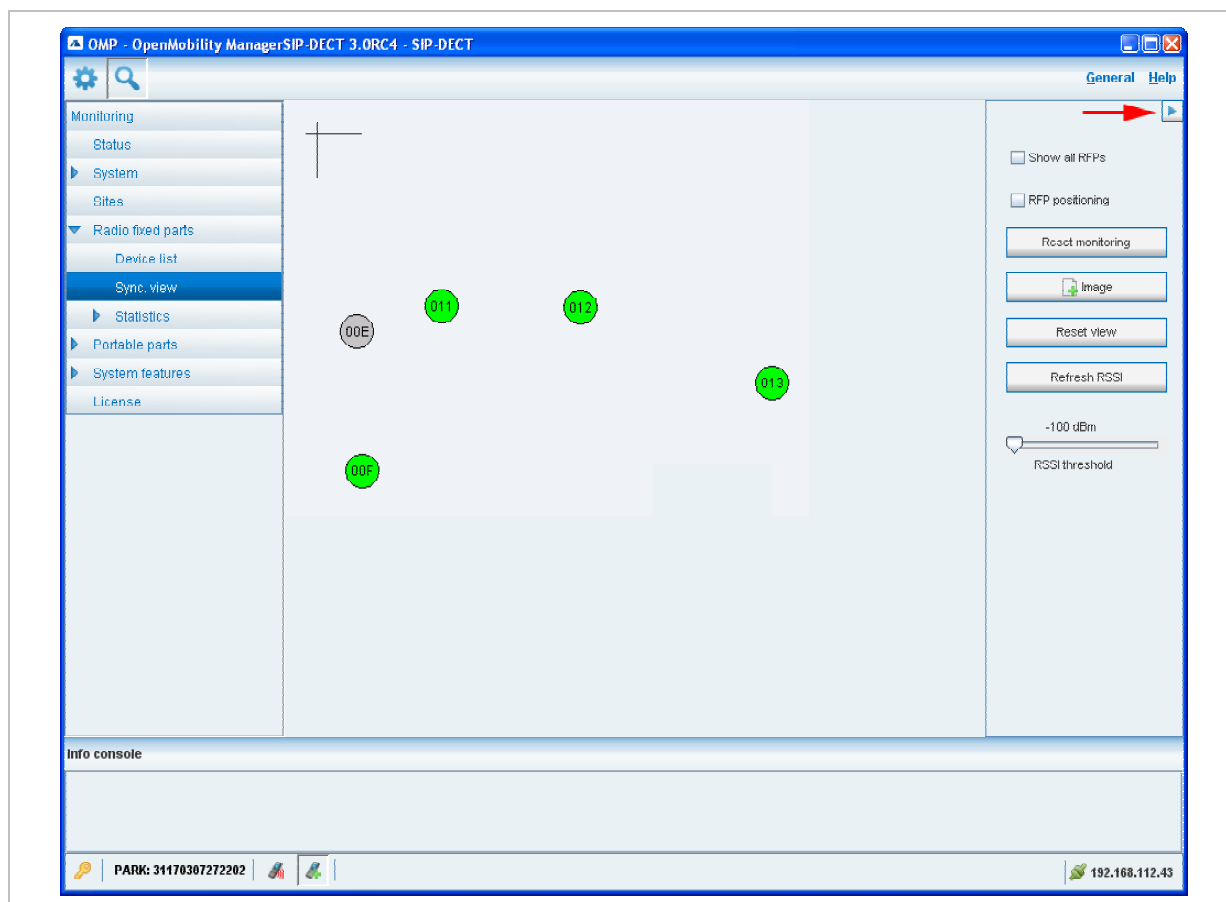 OMP - OpenMobility ManagerSIP-DECT 3.0RC4 - SIP-DECT
General Help
Monitoring
Status
System
Sites
Radio fixed parts
Device list
Sync. view
Statistics
Portable parts
System features
License
011
012
00E
013
00F
Show all RFPs
RFP positioning
Reset monitoring
Image
Reset view
Refresh RSSI
-100 dBm
RSSI threshold
Info console
PARK: 31170307272202
192.168.112.43